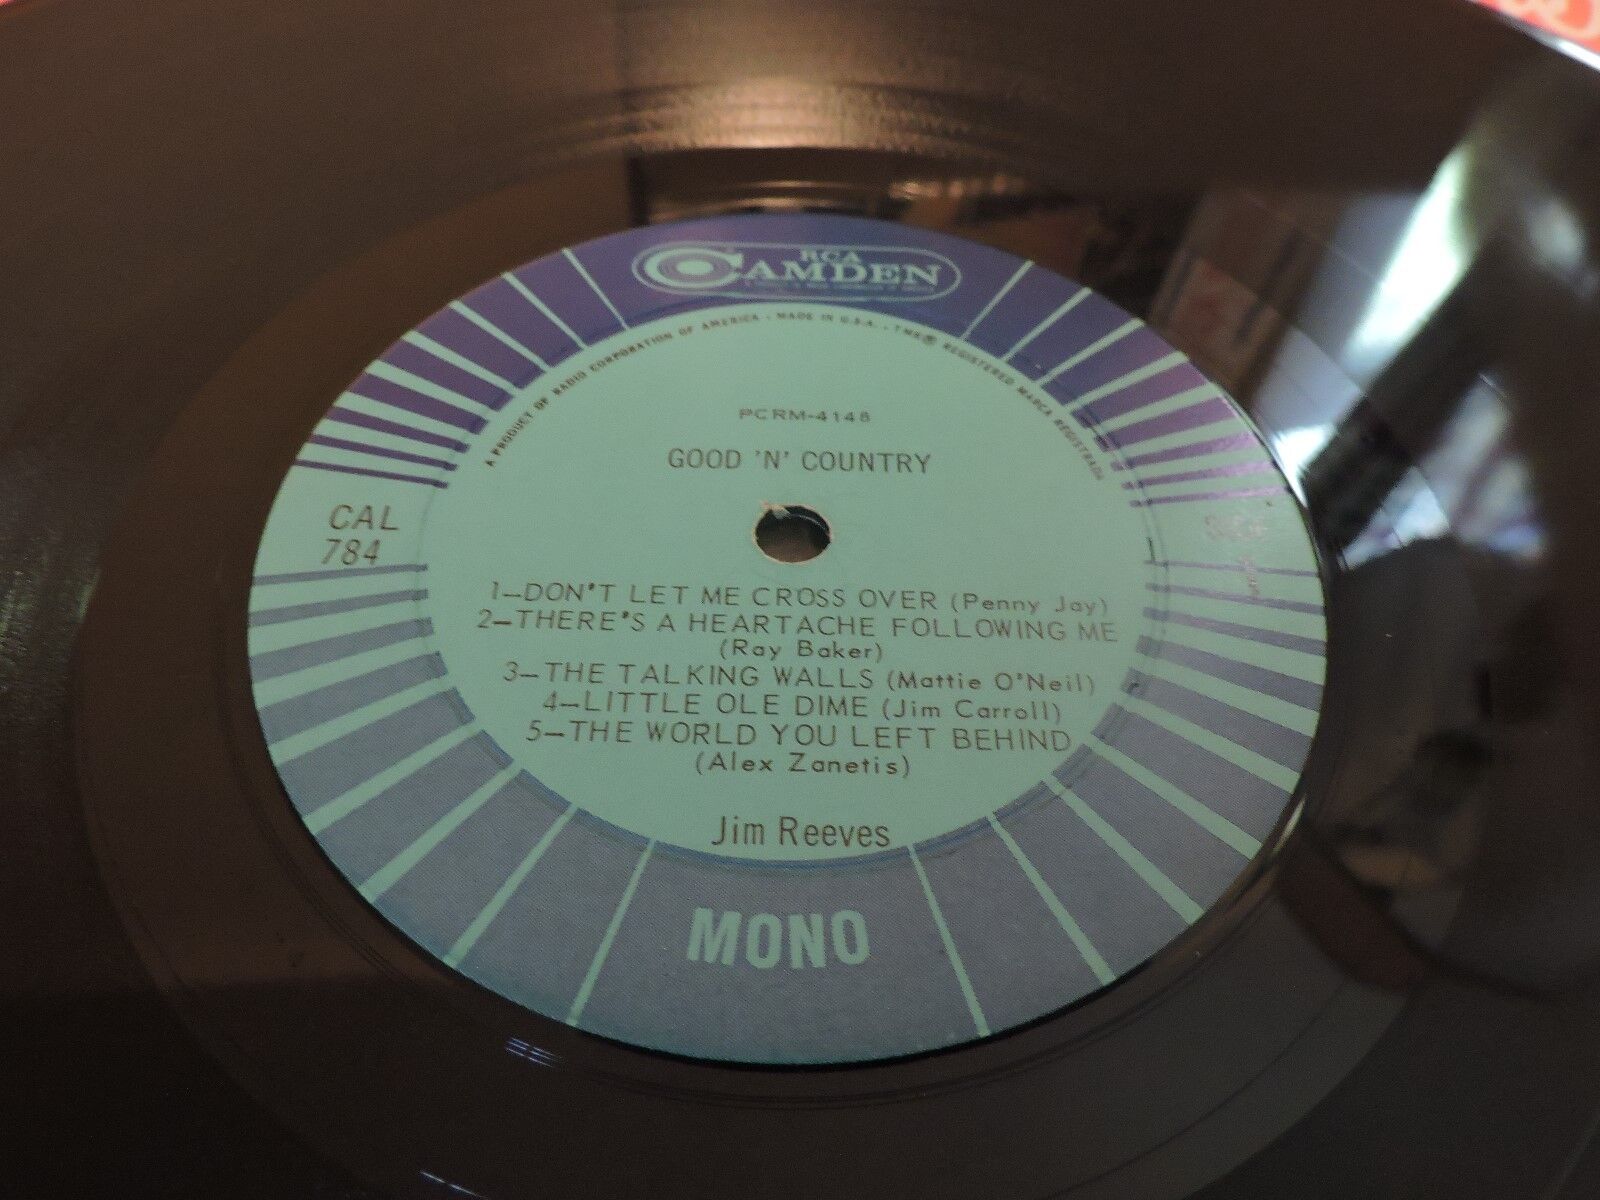 RCA
CAMDEN
A PRODUCT OF RADIO CORPORATION OF AMERICA - MADE IN U.S.A. - TMK ® REGISTERED MARCA REGISTRADA
PCRM-4148
GOOD 'N' COUNTRY
CAL
784
1—DON'T LET ME CROSS OVER (Penny Jay)
2—THERE'S A HEARTACHE FOLLOWING ME
(Ray Baker)
3—THE TALKING WALLS (Mattie O'Neil)
4—LITTLE OLE DIME (Jim Carroll)
5—THE WORLD YOU LEFT BEHIND
(Alex Zanetis)
Jim Reeves
MONO